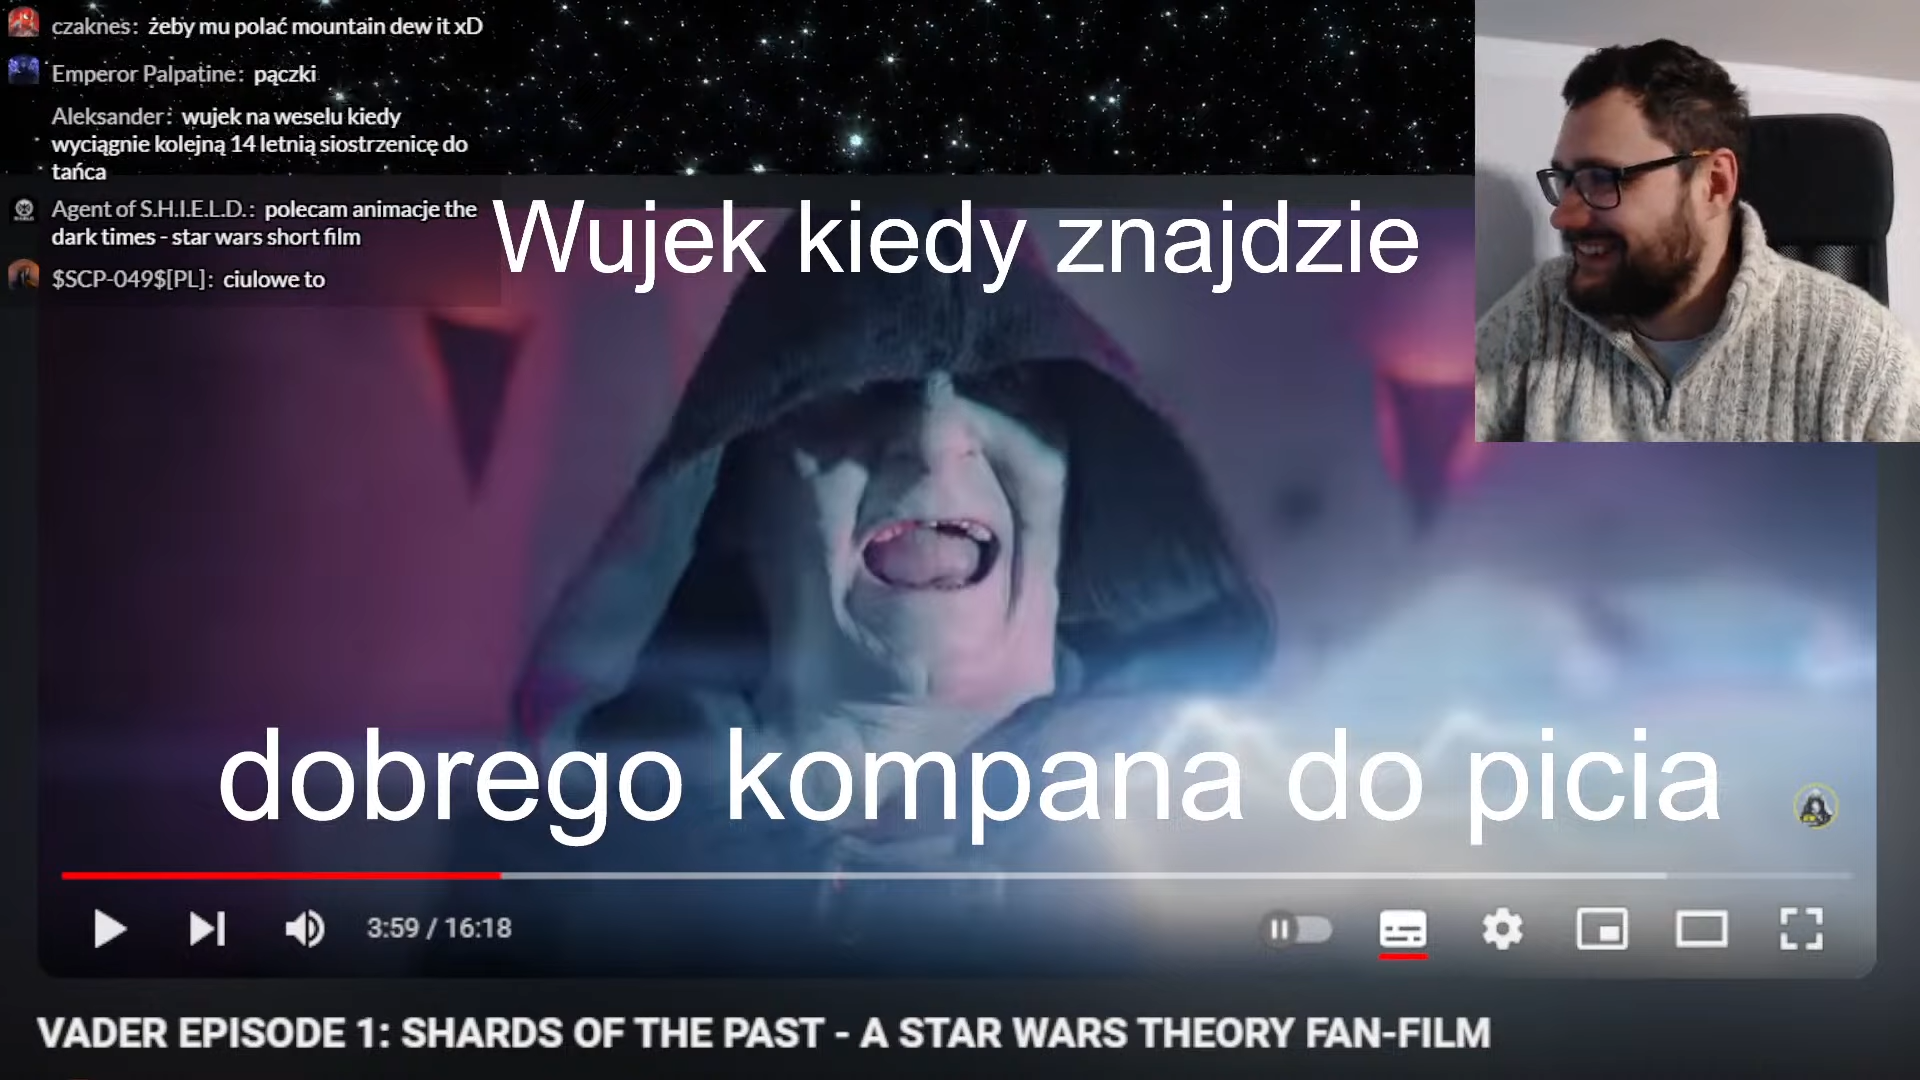 czaknes: żeby mu polać mountain dew it xD
Emperor Palpatine: pączki
Aleksander: wujek na weselu kiedy
wyciągnie kolejną 14 letnią siostrzenicę do
tańca
Agent of S.H.I.E.L.D.: polecam animacje the
dark times - star wars short film
$SCP-049$[PL]: ciulowe to
Wujek kiedy znajdzie
dobrego kompana do picia
3:59 / 16:18
VADER EPISODE 1: SHARDS OF THE PAST - A STAR WARS THEORY FAN-FILM